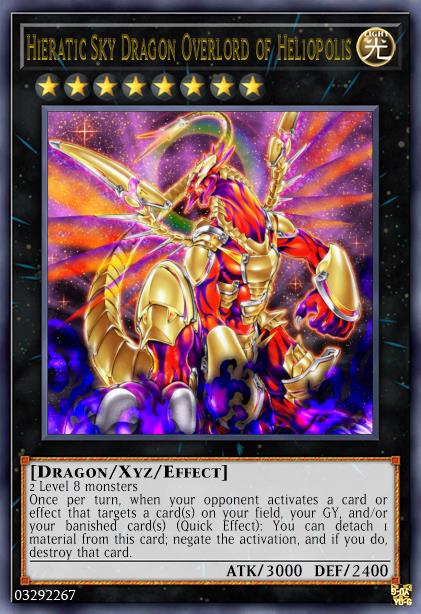 Hieratic Sky Dragon Overlord of Heliopolis
LIGHT
光
[Dragon/Xyz/Effect]
2 Level 8 monsters
Once per turn, when your opponent activates a card or
effect that targets a card(s) on your field, your GY, and/or
your banished card(s) (Quick Effect): You can detach 1
material from this card; negate the activation, and if you do,
destroy that card.
ATK/3000 DEF/2400
03292267